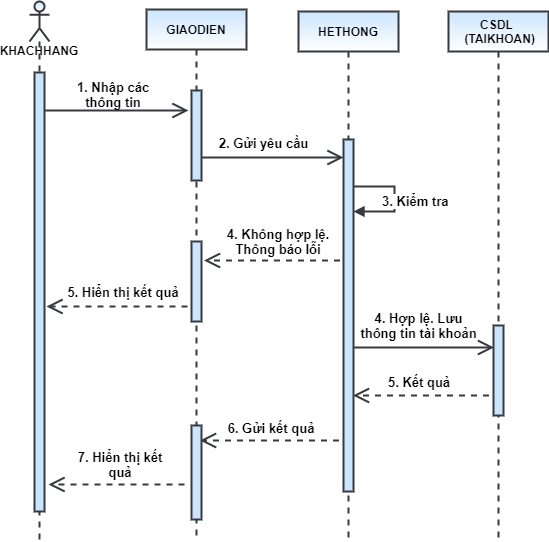 KHACHHANG
GIAODIEN
HETHONG
CSDL
(TAIKHOAN)
1. Nhập các
thông tin
2. Gửi yêu cầu
3. Kiểm tra
4. Không hợp lệ.
Thông báo lỗi
5. Hiển thị kết quả
4. Hợp lệ. Lưu
thông tin tài khoản
5. Kết quả
6. Gửi kết quả
7. Hiển thị kết
quả